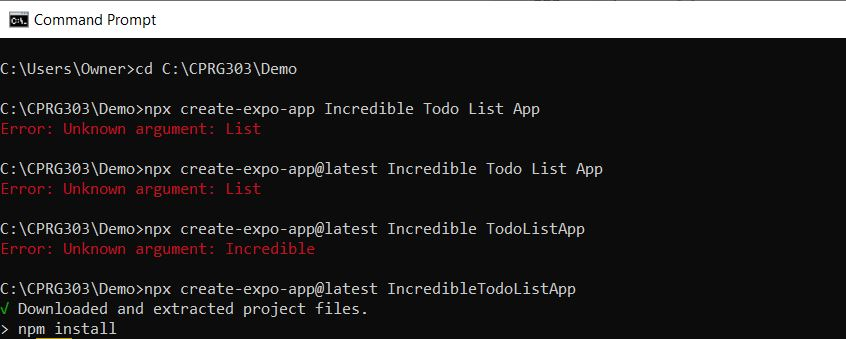 Command Prompt
C:\Users\Owner>cd C:\CPRG303\Demo
C:\CPRG303\Demo>npx create-expo-app Incredible Todo List App
Error: Unknown argument: List
C:\CPRG303\Demo>npx create-expo-app@latest Incredible Todo List App
Error: Unknown argument: List
C:\CPRG303\Demo>npx create-expo-app@latest Incredible TodoListApp
Error: Unknown argument: Incredible
C:\CPRG303\Demo>npx create-expo-app@latest IncredibleTodoListApp
√ Downloaded and extracted project files.
> npm install